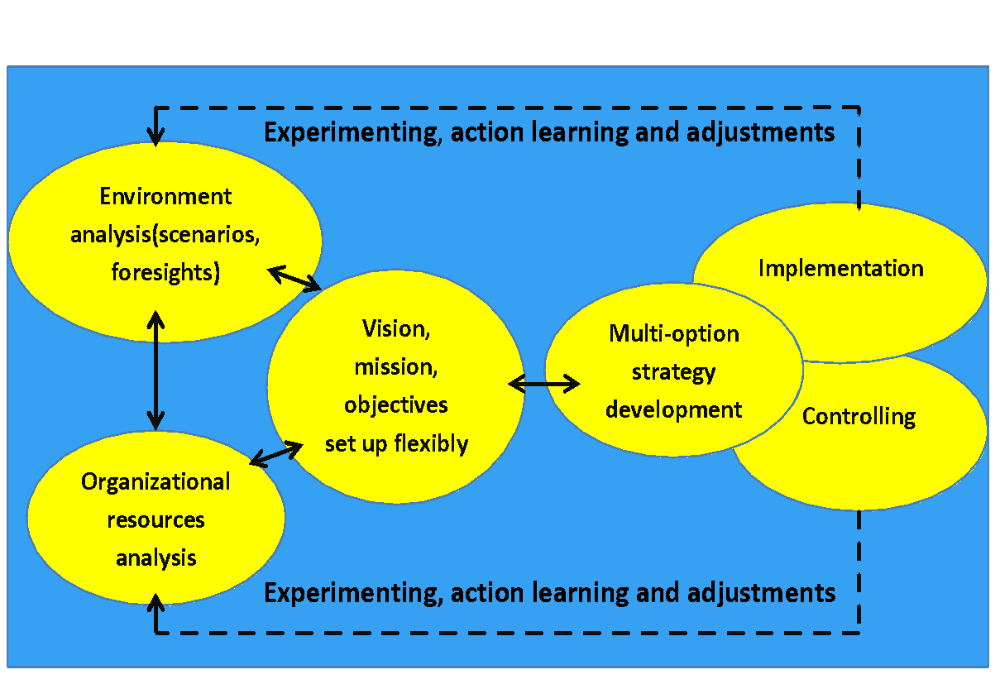 Experimenting, action learning and adjustments
Environment
analysis(scenarios,
foresights)
Implementation
Vision,
mission,
objectives
set up flexibly
Multi-option
strategy
development
Controlling
Organizational
resources
analysis
Experimenting, action learning and adjustments